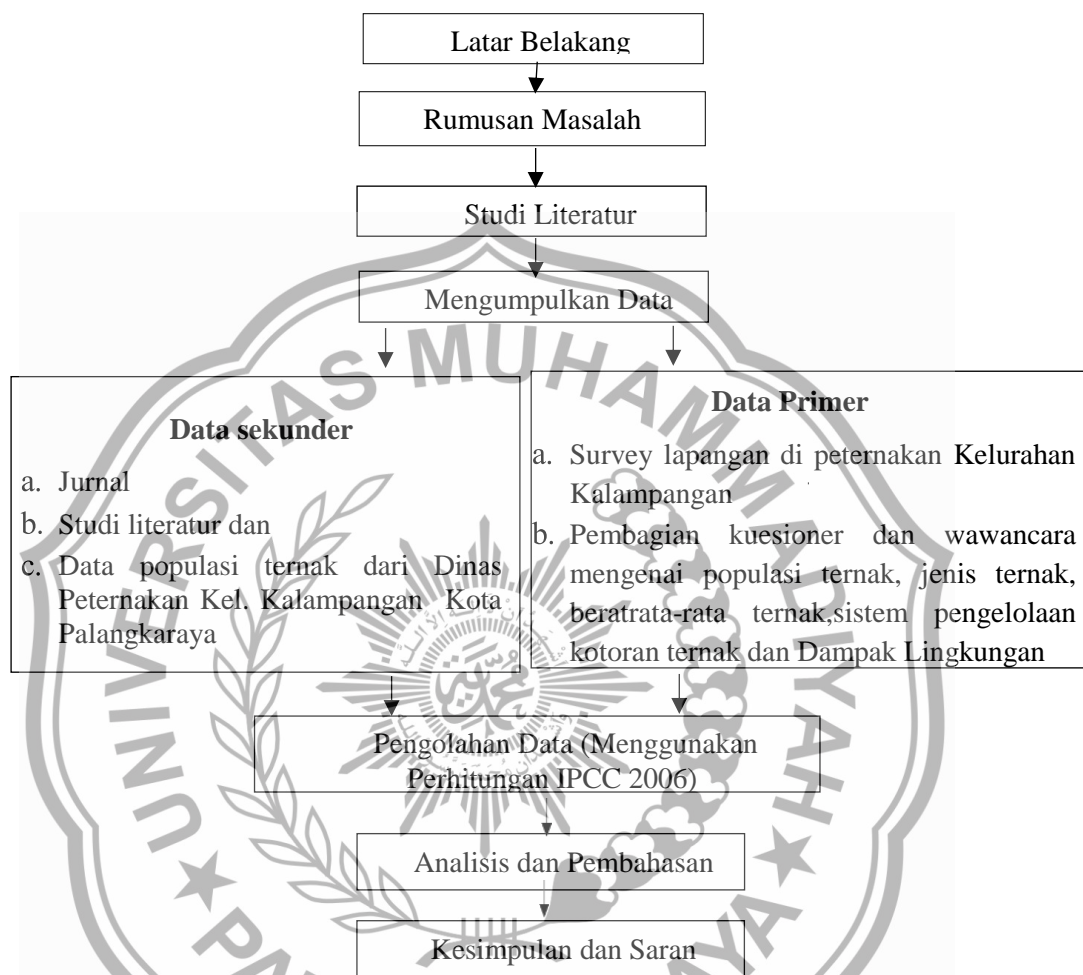 Latar Belakang
Rumusan Masalah
Studi Literatur
Mengumpulkan Data
Data sekunder
a. Jurnal
b. Studi literatur dan
c. Data populasi ternak dari Dinas
Peternakan Kel. Kalampangan Kota
Palangkaraya
Data Primer
a. Survey lapangan di peternakan Kelurahan
Kalampangan
b. Pembagian kuesioner dan wawancara
mengenai populasi ternak, jenis ternak,
beratrata-rata ternak,sistem pengelolaan
kotoran ternak dan Dampak Lingkungan
Pengolahan Data (Menggunakan
Perhitungan IPCC 2006)
Analisis dan Pembahasan
Kesimpulan dan Saran
UNIVERSITAS MUHAMMADIYAH